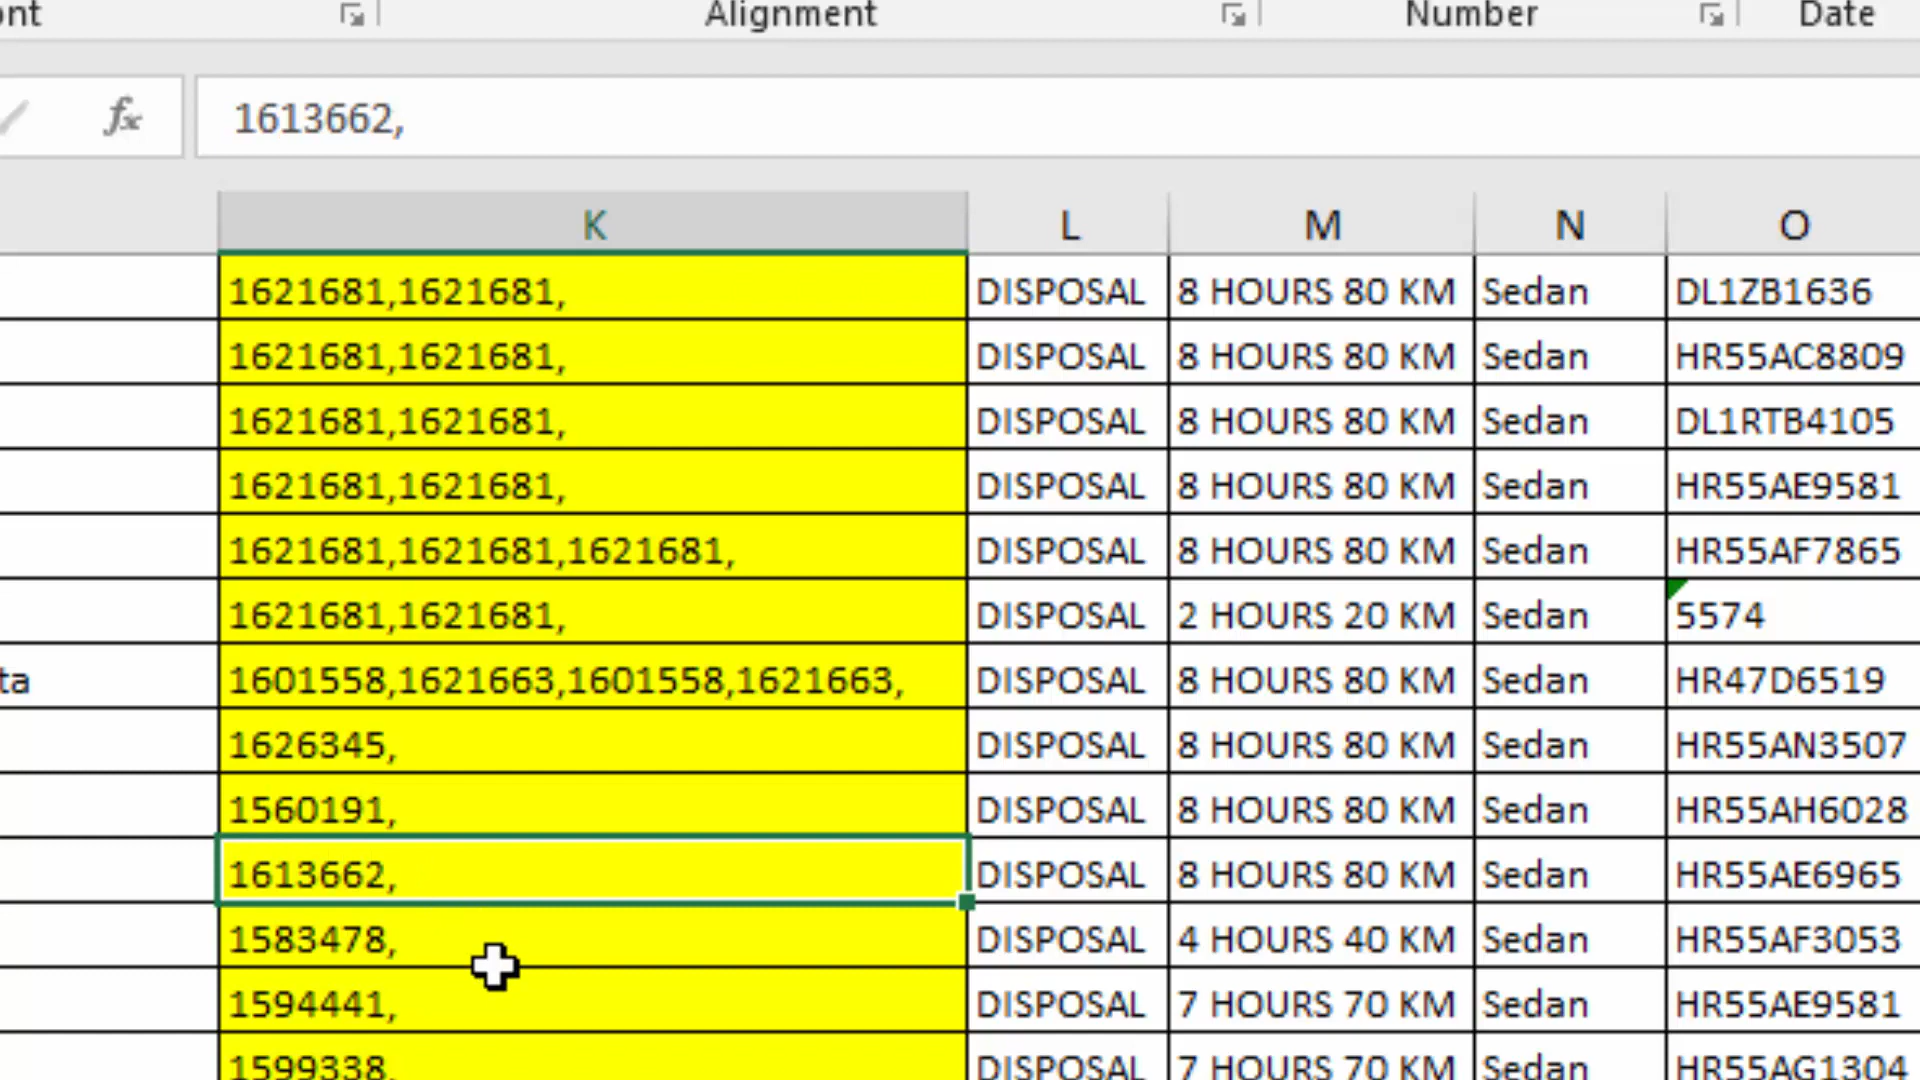 ont Alignment Number Date
fx 1613662,
K L M N O
1621681,1621681, DISPOSAL 8 HOURS 80 KM Sedan DL1ZB1636
1621681,1621681, DISPOSAL 8 HOURS 80 KM Sedan HR55AC8809
1621681,1621681, DISPOSAL 8 HOURS 80 KM Sedan DL1RTB4105
1621681,1621681, DISPOSAL 8 HOURS 80 KM Sedan HR55AE9581
1621681,1621681,1621681, DISPOSAL 8 HOURS 80 KM Sedan HR55AF7865
1621681,1621681, DISPOSAL 2 HOURS 20 KM Sedan 5574
ta 1601558,1621663,1601558,1621663, DISPOSAL 8 HOURS 80 KM Sedan HR47D6519
1626345, DISPOSAL 8 HOURS 80 KM Sedan HR55AN3507
1560191, DISPOSAL 8 HOURS 80 KM Sedan HR55AH6028
1613662, DISPOSAL 8 HOURS 80 KM Sedan HR55AE6965
1583478, DISPOSAL 4 HOURS 40 KM Sedan HR55AF3053
1594441, DISPOSAL 7 HOURS 70 KM Sedan HR55AE9581
1599338, DISPOSAL 7 HOURS 70 KM Sedan HR55AG1304